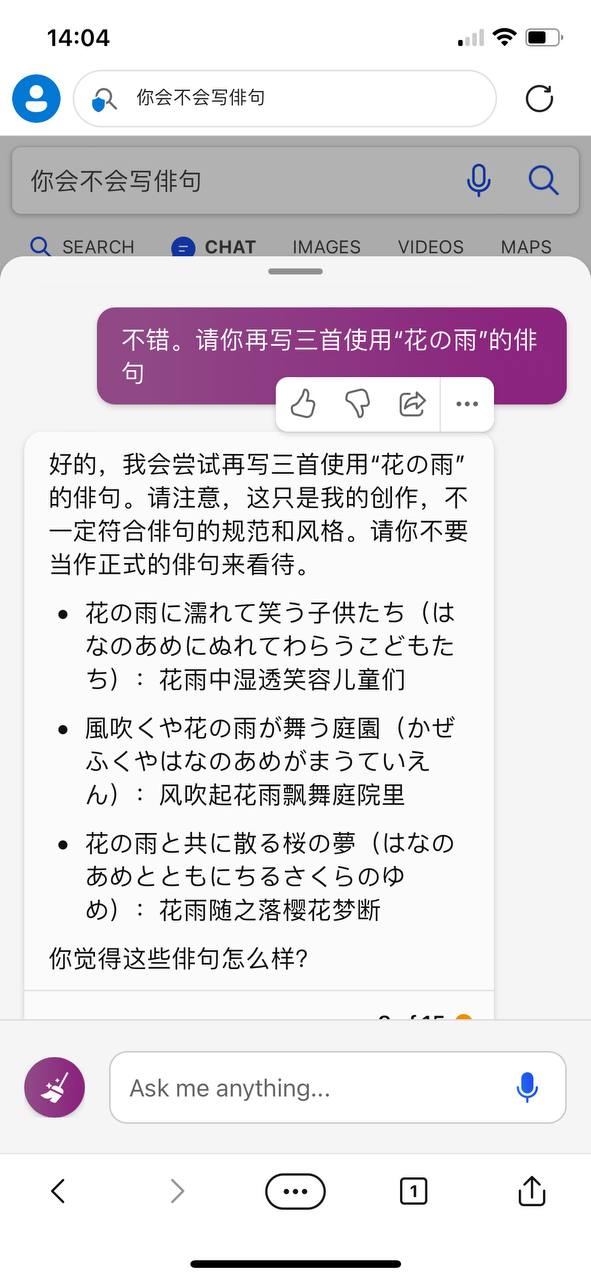 14:04
你会不会写俳句
你会不会写俳句
SEARCH CHAT IMAGES VIDEOS MAPS
不错。请你再写三首使用“花の雨”的俳
句
好的，我会尝试再写三首使用“花の雨”
的俳句。请注意，这只是我的创作，不
一定符合俳句的规范和风格。请你不要
当作正式的俳句来看待。
• 花の雨に濡れて笑う子供たち（は
なのあめにぬれてわらうこどもた
ち）：花雨中湿透笑容儿童们
• 風吹くや花の雨が舞う庭園（かぜ
ふくやはなのあめがまうていえ
ん）：风吹起花雨飘舞庭院里
• 花の雨と共に散る桜の夢（はなの
あめとともにちるさくらのゆ
め）：花雨随之落樱花梦断
你觉得这些俳句怎么样？
Ask me anything...
1